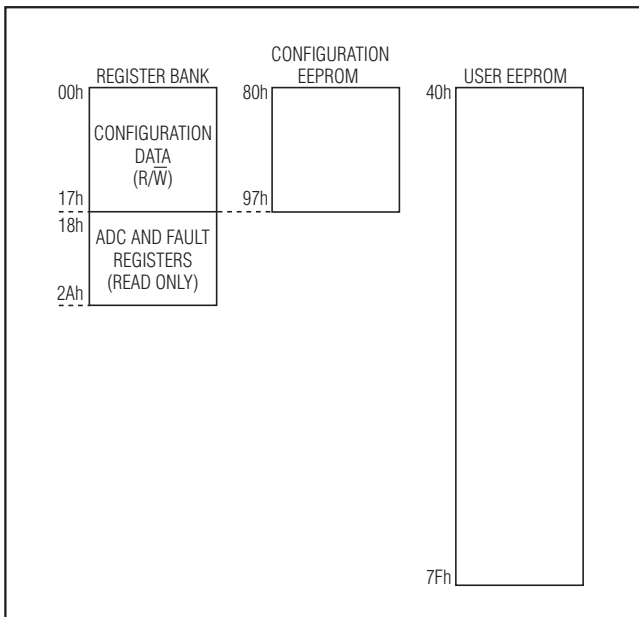 REGISTER BANK
00h
CONFIGURATION
DATA
(R/W̅)
17h
18h
ADC AND FAULT
REGISTERS
(READ ONLY)
2Ah
CONFIGURATION
EEPROM
80h
97h
USER EEPROM
40h
7Fh